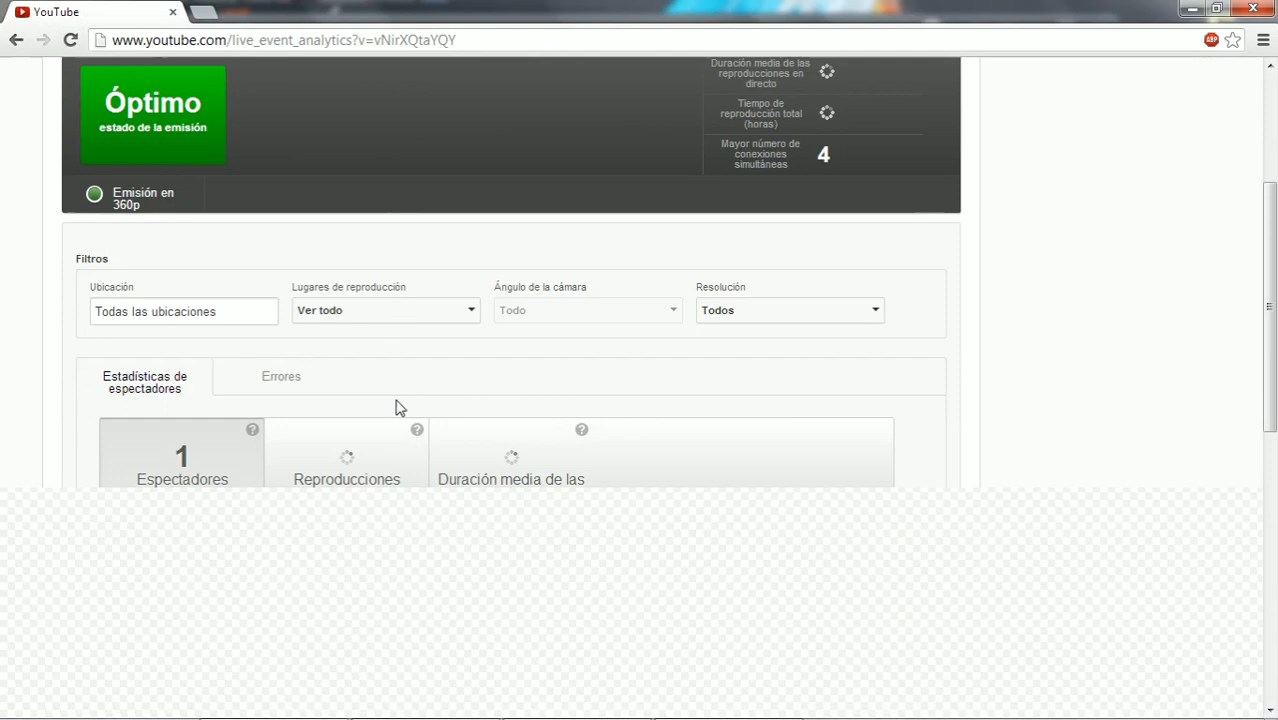 YouTube
www.youtube.com/live_event_analytics?v=vNirXQtaYQY
ABP
Óptimo
estado de la emisión
Duración media de las
reproducciones en
directo
Tiempo de
reproducción total
(horas)
Mayor número de
conexiones
simultáneas
4
Emisión en
360p
Filtros
Ubicación
Lugares de reproducción
Ángulo de la cámara
Resolución
Todas las ubicaciones
Ver todo
Todo
Todos
Estadísticas de
espectadores
Errores
1
Espectadores
?
Reproducciones
?
Duración media de las
?